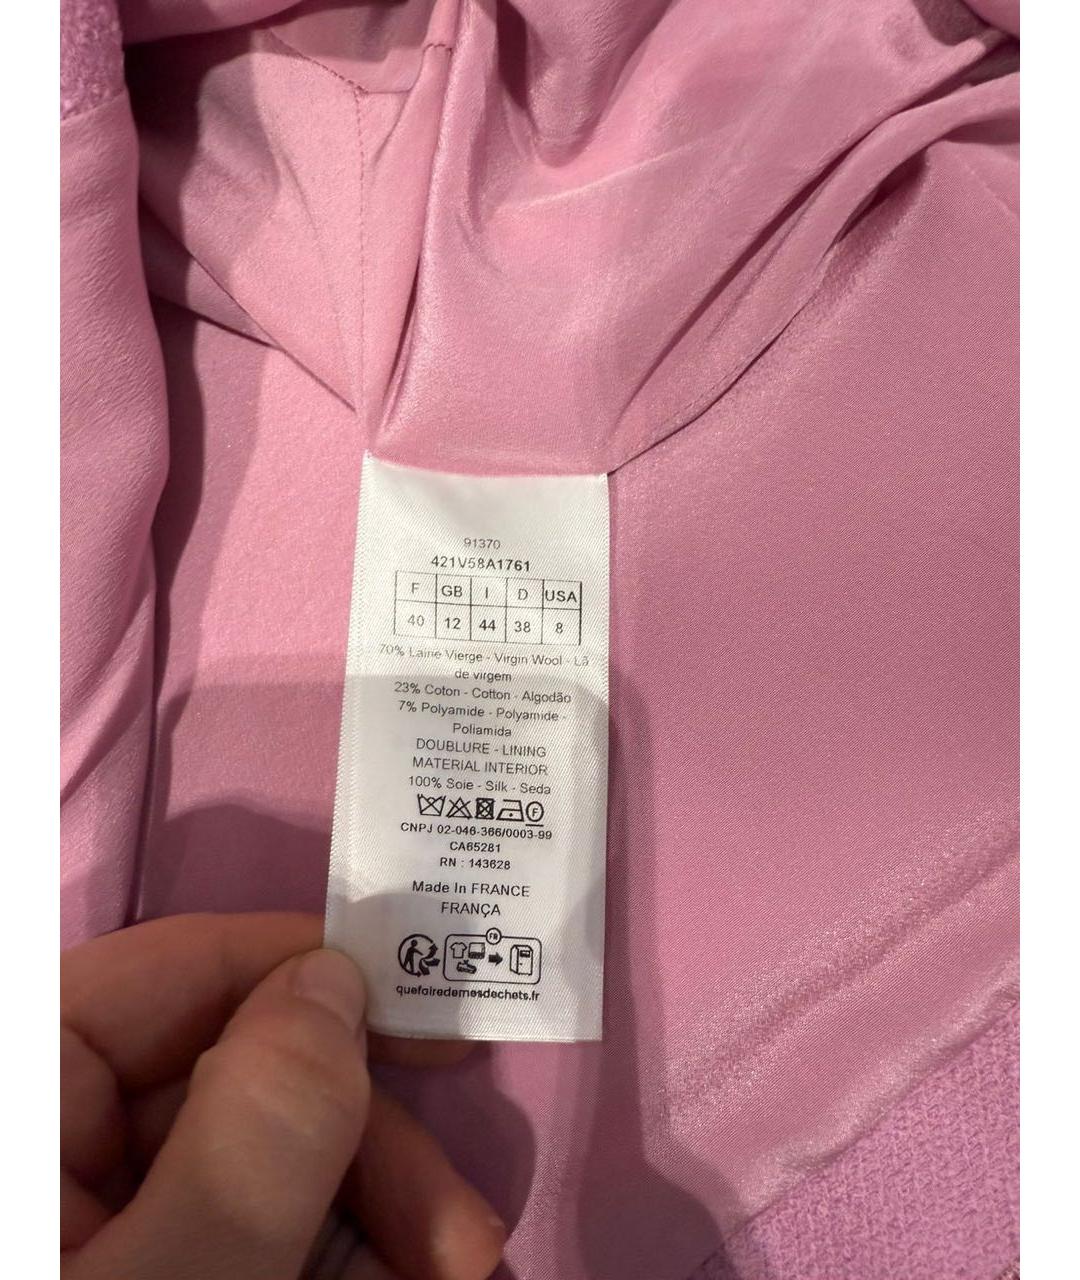 91370
421V58A1761
F GB I D USA
40 12 44 38 8
70% Laine Vierge - Virgin Wool - Lã
de virgem
23% Coton - Cotton - Algodão
7% Polyamide - Polyamide -
Poliamida
DOUBLURE - LINING
MATERIAL INTERIOR
100% Soie - Silk - Seda
F
CNPJ 02-046-366/0003-99
CA65281
RN : 143628
Made In FRANCE
FRANÇA
FR
quefairedemesdechets.fr